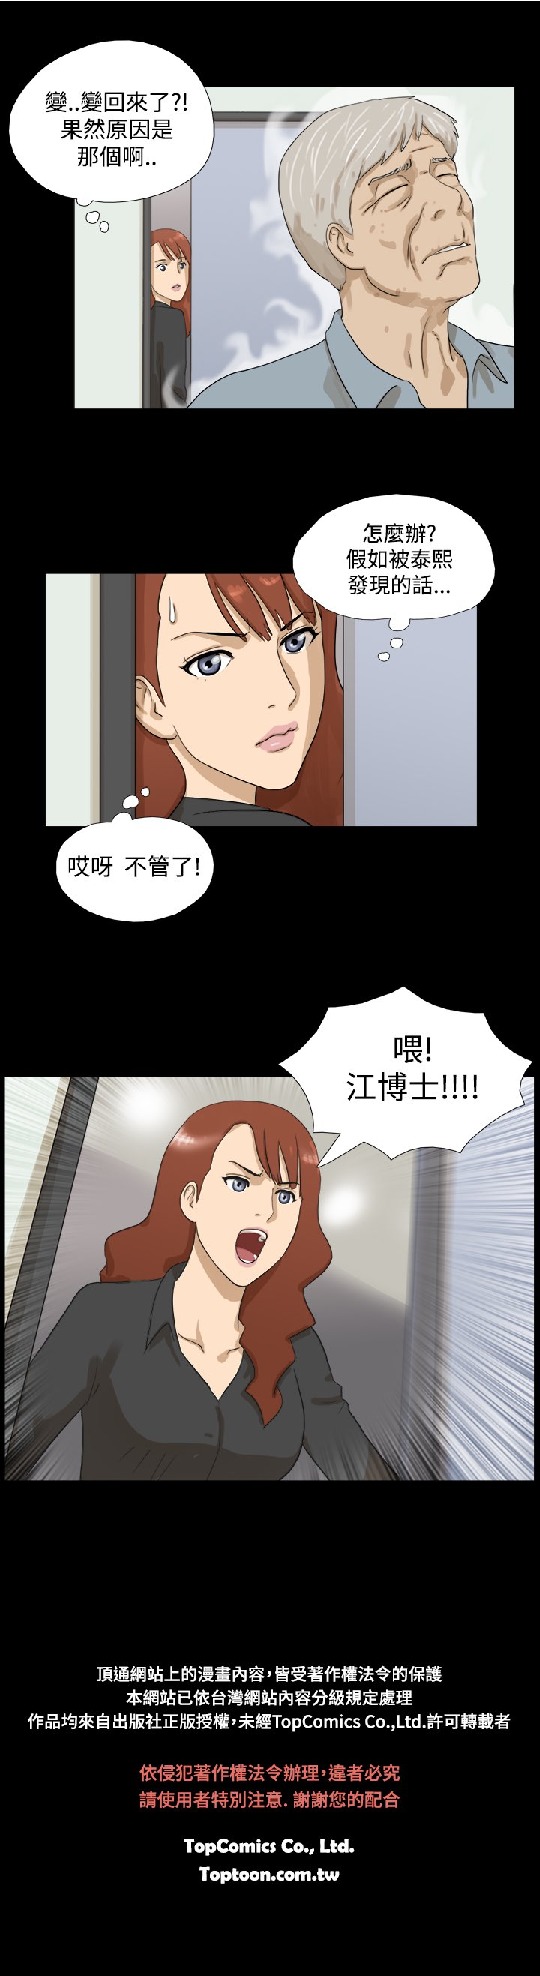 變..變回來了?!
果然原因是
那個啊..
怎麼辦?
假如被泰熙
發現的話...
哎呀 不管了!
喂!
江博士!!!!
頂通網站上的漫畫內容，皆受著作權法令的保護
本網站已依台灣網站內容分級規定處理
作品均來自出版社正版授權，未經TopComics Co.,Ltd.許可轉載者
依侵犯著作權法令辦理，違者必究
請使用者特別注意. 謝謝您的配合
TopComics Co., Ltd.
Toptoon.com.tw